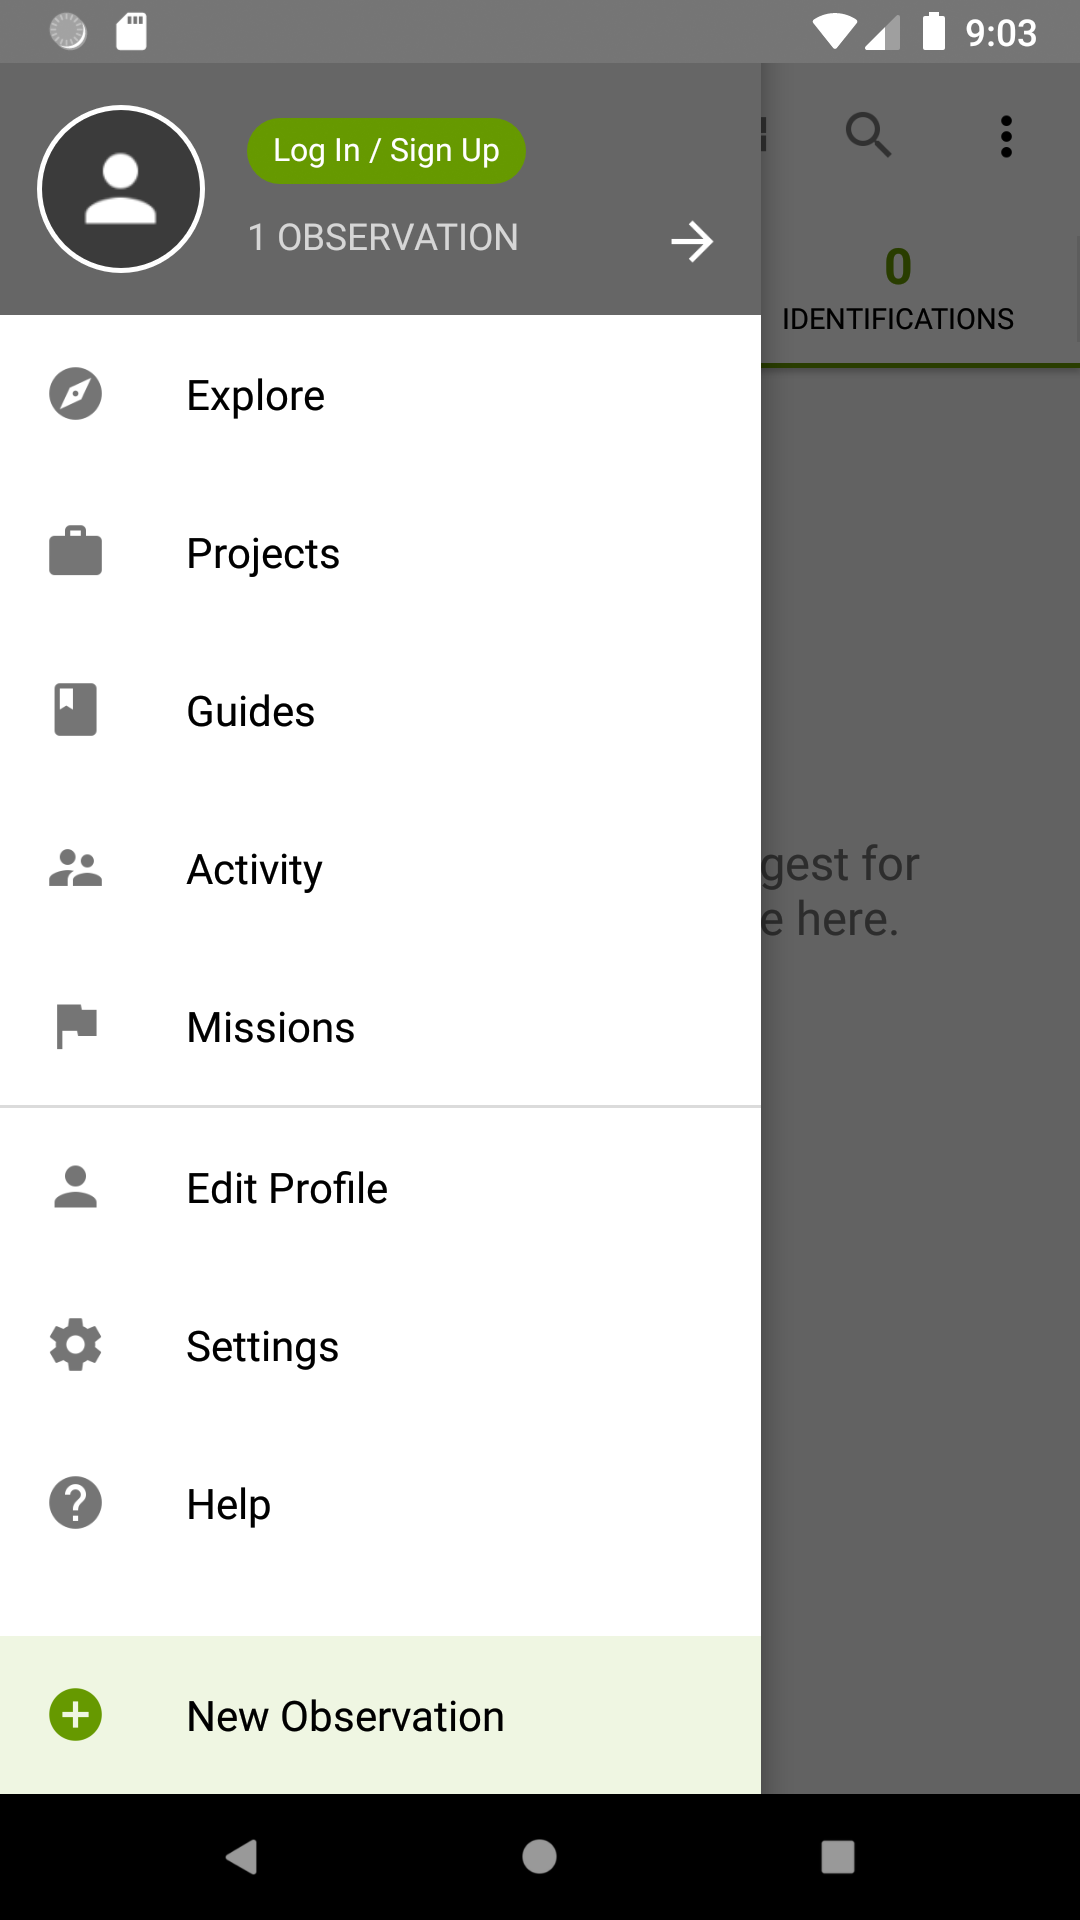 9:03
Log In / Sign Up
1 OBSERVATION
0
IDENTIFICATIONS
Explore
Projects
Guides
gest for
Activity
e here.
Missions
Edit Profile
Settings
Help
New Observation